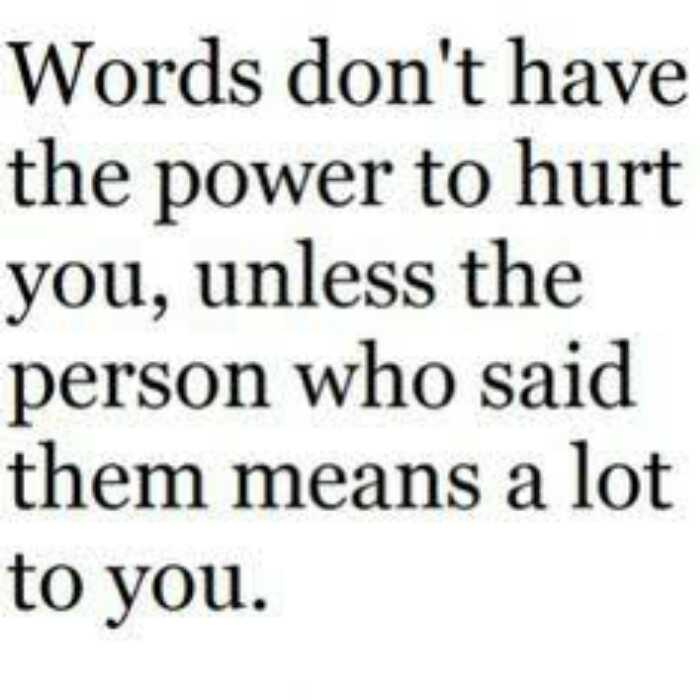 Words don't have
the power to hurt
you, unless the
person who said
them means a lot
to you.